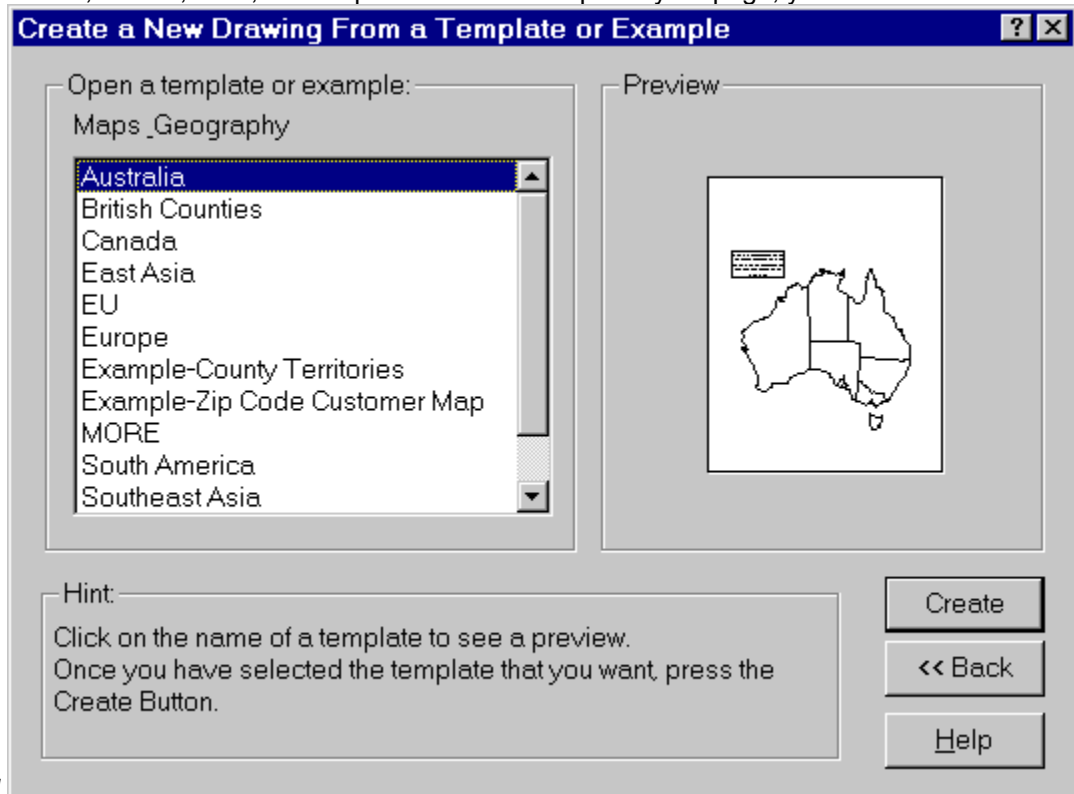 Create a New Drawing From a Template or Example
Open a template or example:
Maps_Geography
Australia
British Counties
Canada
East Asia
EU
Europe
Example-County Territories
Example-Zip Code Customer Map
MORE
South America
Southeast Asia
Preview
Hint:
Click on the name of a template to see a preview.
Once you have selected the template that you want, press the
Create Button.
Create
<< Back
Help